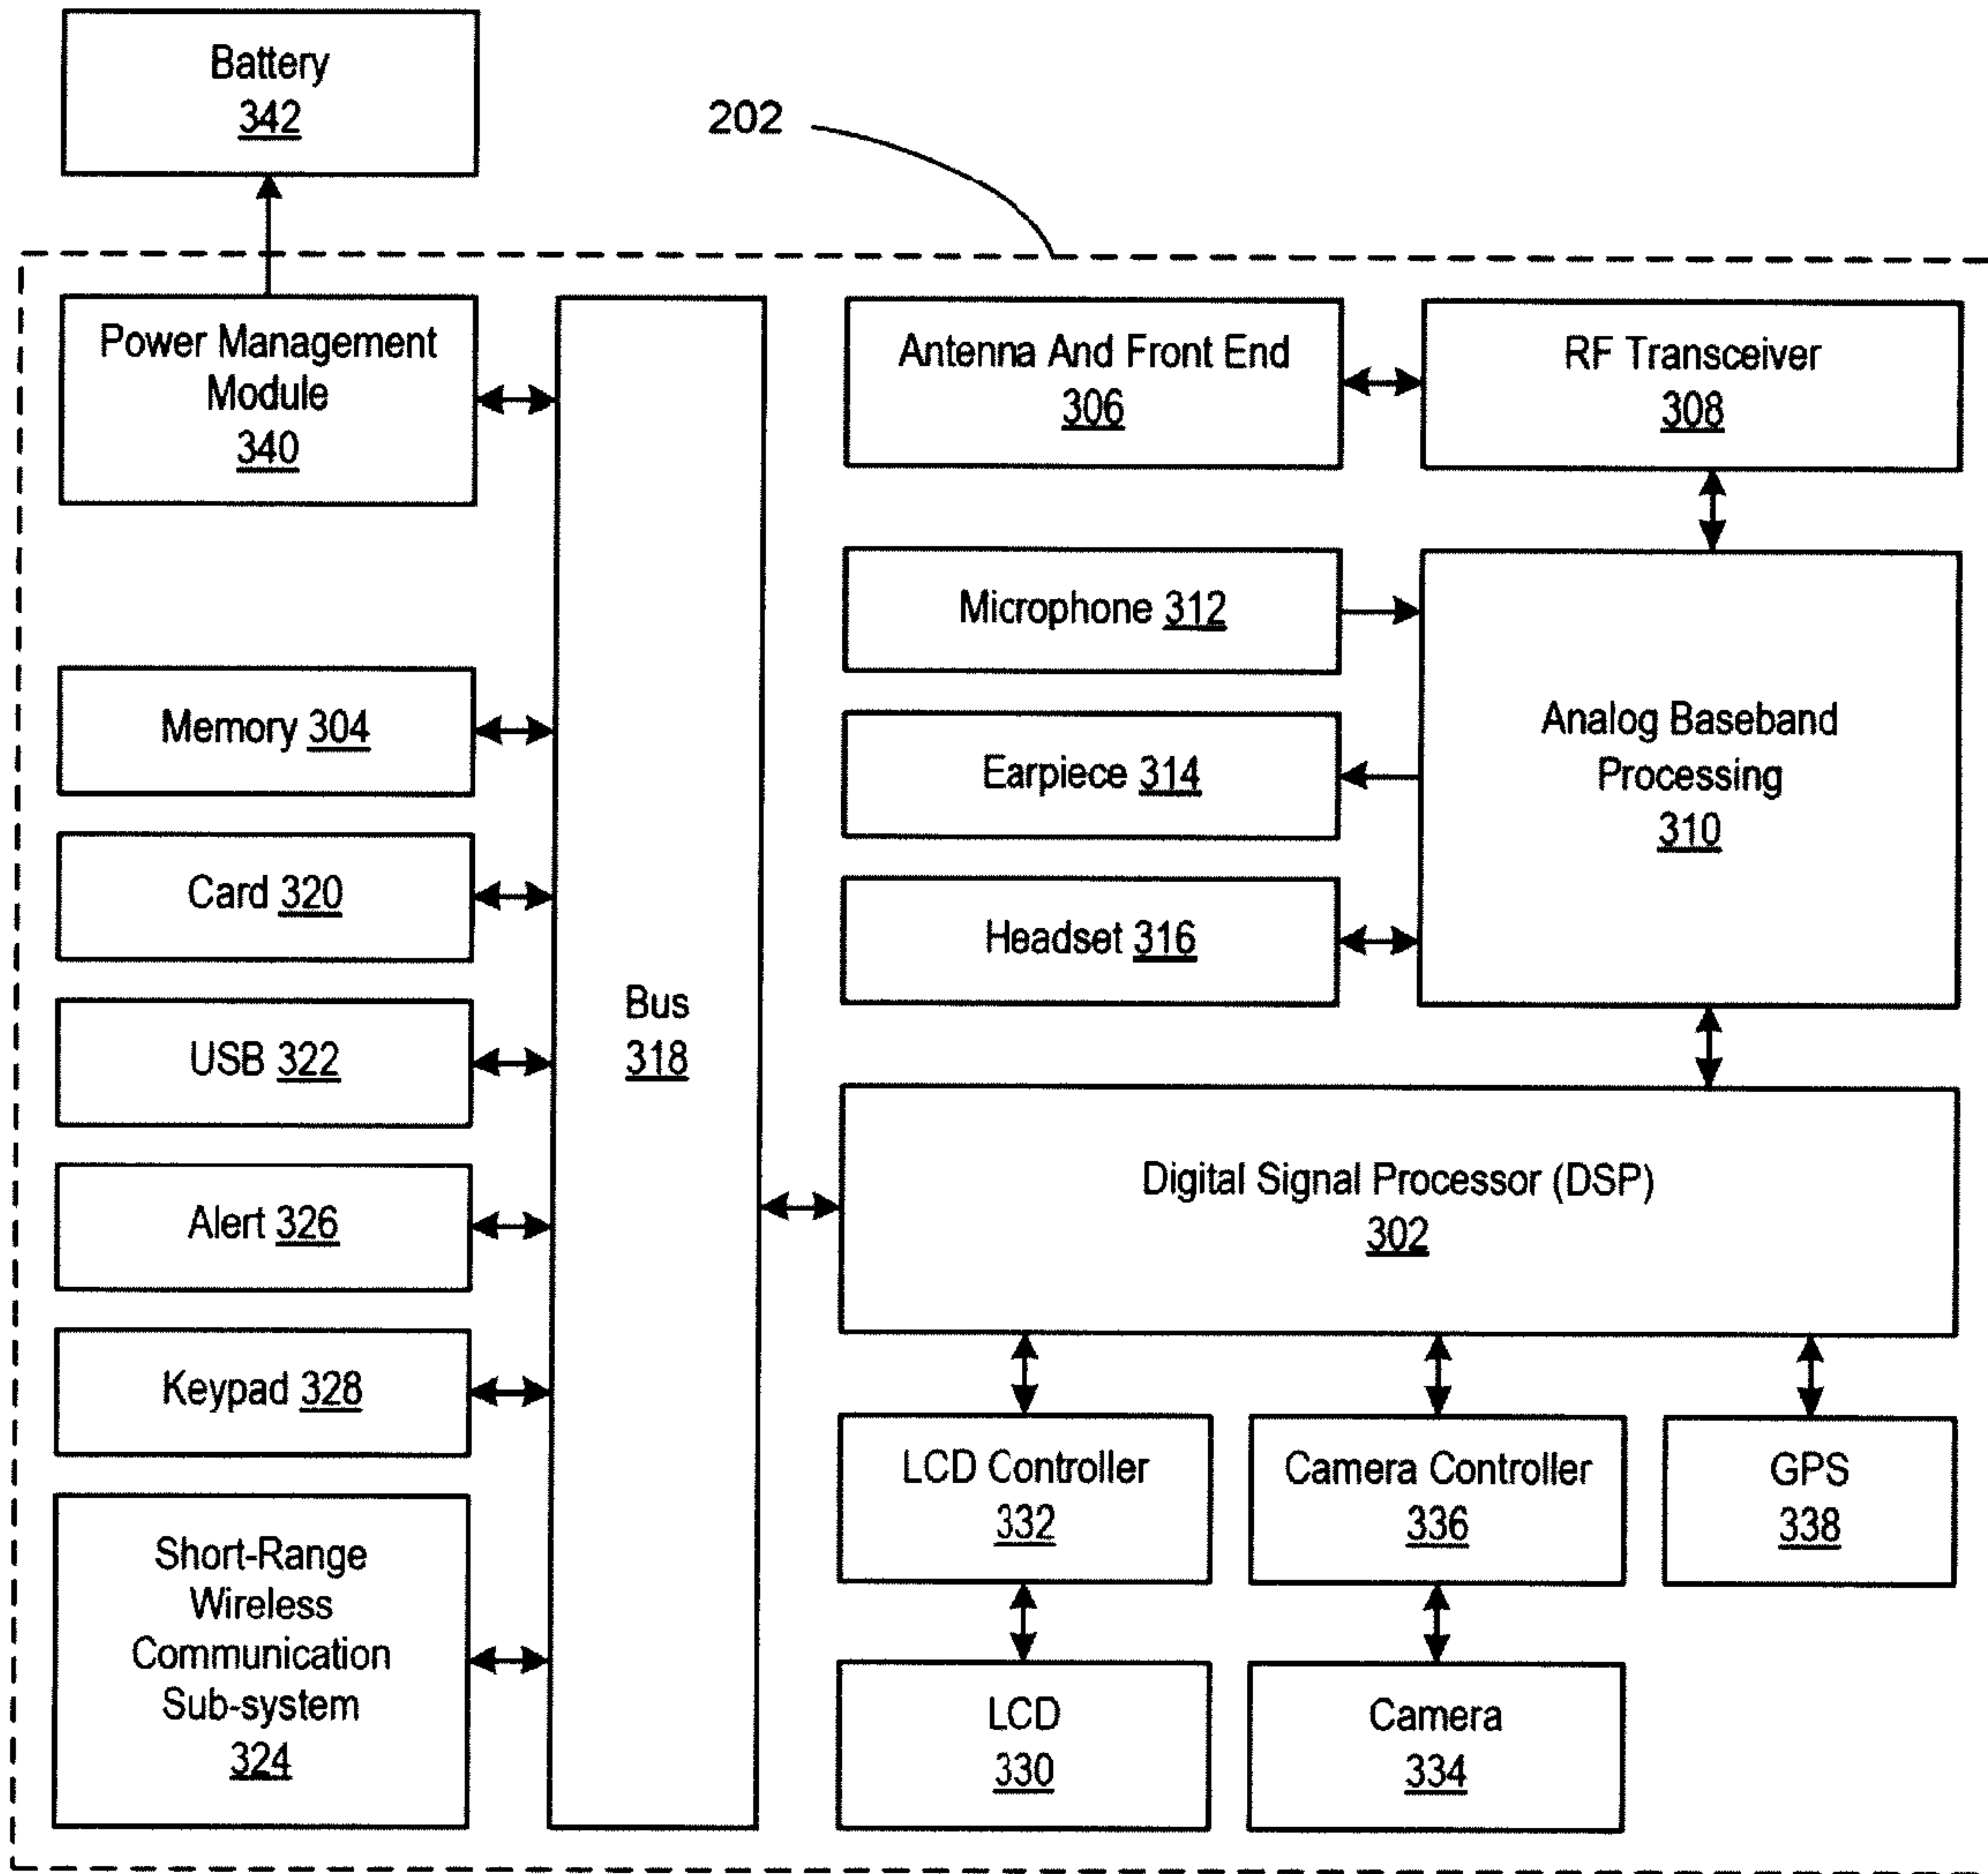 Battery
342
202
Power Management
Module
340
Antenna And Front End
306
RF Transceiver
308
Microphone 312
Analog Baseband
Processing
310
Memory 304
Earpiece 314
Card 320
Headset 316
Bus
318
USB 322
Digital Signal Processor (DSP)
302
Alert 326
Keypad 328
LCD Controller
332
Camera Controller
336
GPS
338
Short-Range
Wireless
Communication
Sub-system
324
LCD
330
Camera
334